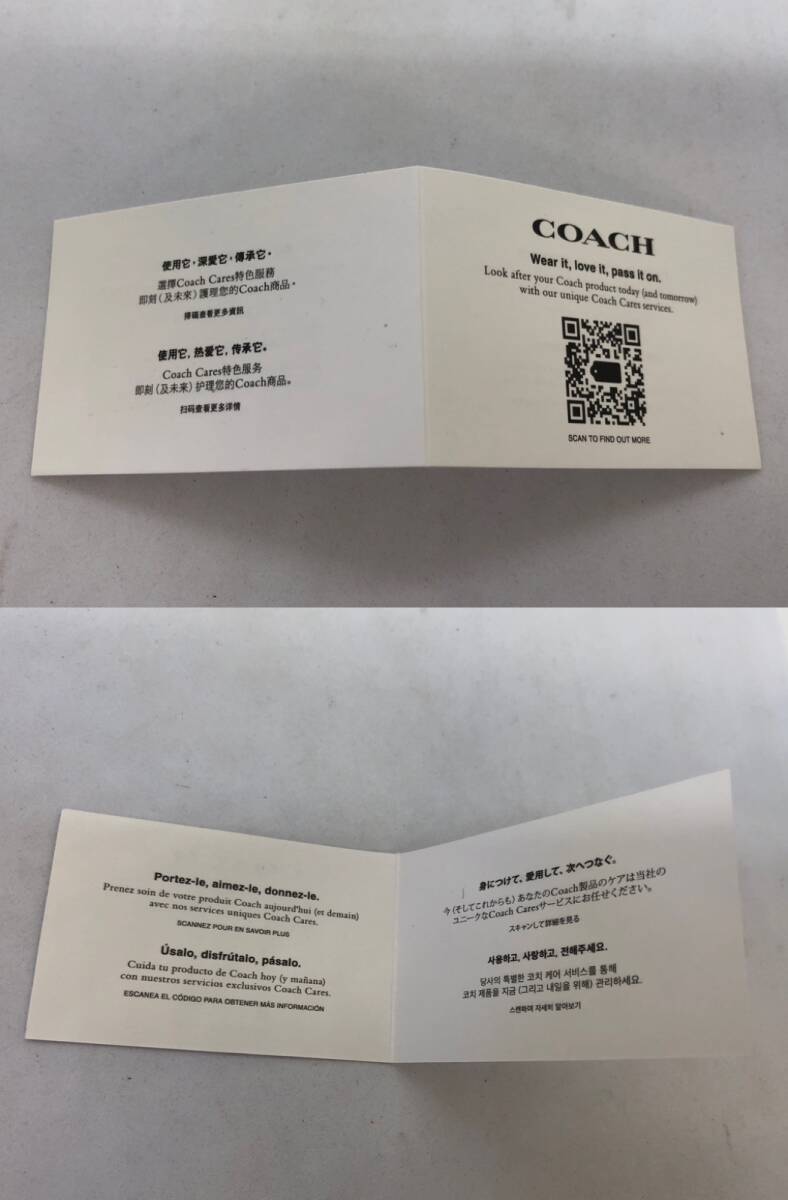 使用它，深愛它，傳承它。
選擇Coach Cares特色服務
即刻（及未來）護理您的Coach商品。
掃碼查看更多資訊
使用它, 热爱它, 传承它。
Coach Cares特色服务
即刻（及未来）护理您的Coach商品。
扫码查看更多详情
COACH
Wear it, love it, pass it on.
Look after your Coach product today (and tomorrow)
with our unique Coach Cares services.
SCAN TO FIND OUT MORE
Portez-le, aimez-le, donnez-le.
Prenez soin de votre produit Coach aujourd'hui (et demain)
avec nos services uniques Coach Cares.
SCANNEZ POUR EN SAVOIR PLUS
Úsalo, disfrútalo, pásalo.
Cuida tu producto de Coach hoy (y mañana)
con nuestros servicios exclusivos Coach Cares.
ESCANEA EL CÓDIGO PARA OBTENER MÁS INFORMACIÓN
身につけて、愛用して、次へつなぐ。
今（そしてこれからも）あなたのCoach製品のケアは当社の
ユニークなCoach Caresサービスにお任せください。
スキャンして詳細を見る
사용하고, 사랑하고, 전해주세요.
당사의 특별한 코치 케어 서비스를 통해
코치 제품을 지금 (그리고 내일을 위해) 관리하세요.
스캔하여 자세히 알아보기